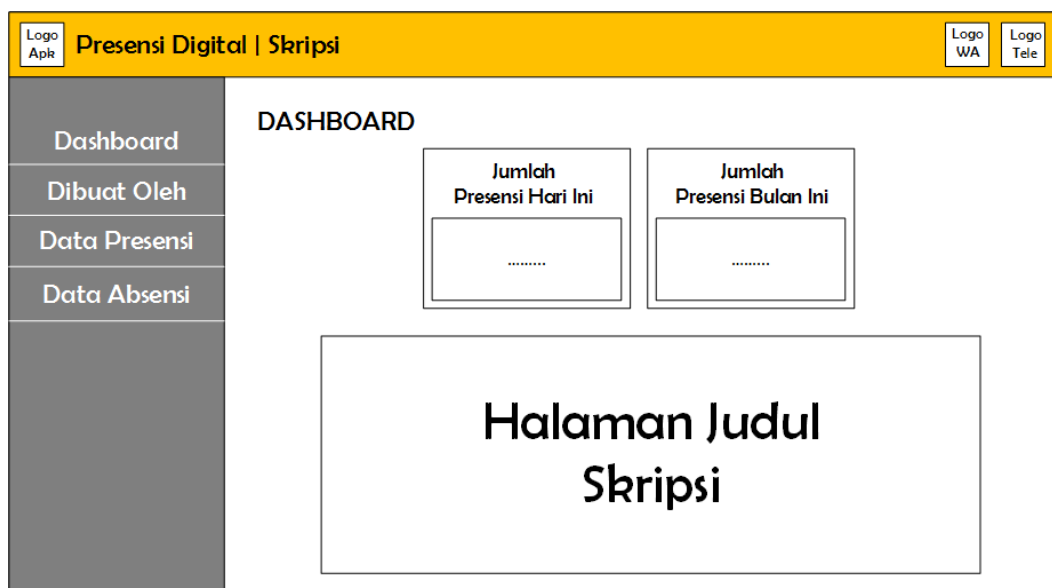 Logo
Apk
Presensi Digital | Skripsi
Logo
WA
Logo
Tele
Dashboard
Dibuat Oleh
Data Presensi
Data Absensi
DASHBOARD
Jumlah
Presensi Hari Ini
.........
Jumlah
Presensi Bulan Ini
.........
Halaman Judul
Skripsi